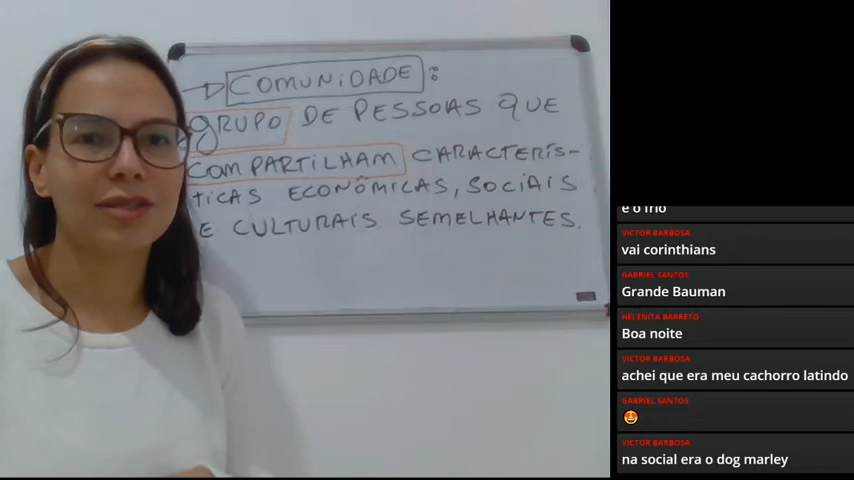 COMUNIDADE:
GRUPO DE PESSOAS QUE
COMPARTILHAM CARACTERÍS-
TICAS ECONÔMICAS, SOCIAIS
E CULTURAIS SEMELHANTES.
e o frio
VICTOR BARBOSA
vai corinthians
GABRIEL SANTOS
Grande Bauman
HELENITA BARRETO
Boa noite
VICTOR BARBOSA
achei que era meu cachorro latindo
GABRIEL SANTOS
😍
VICTOR BARBOSA
na social era o dog marley